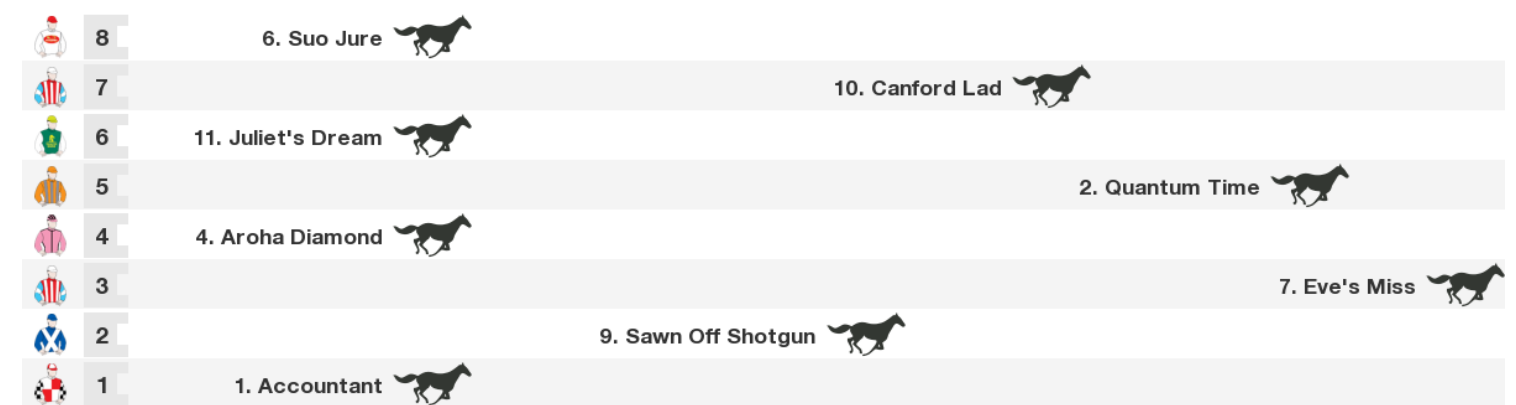 8 6. Suo Jure
7 10. Canford Lad
6 11. Juliet's Dream
5 2. Quantum Time
4 4. Aroha Diamond
3 7. Eve's Miss
2 9. Sawn Off Shotgun
1 1. Accountant